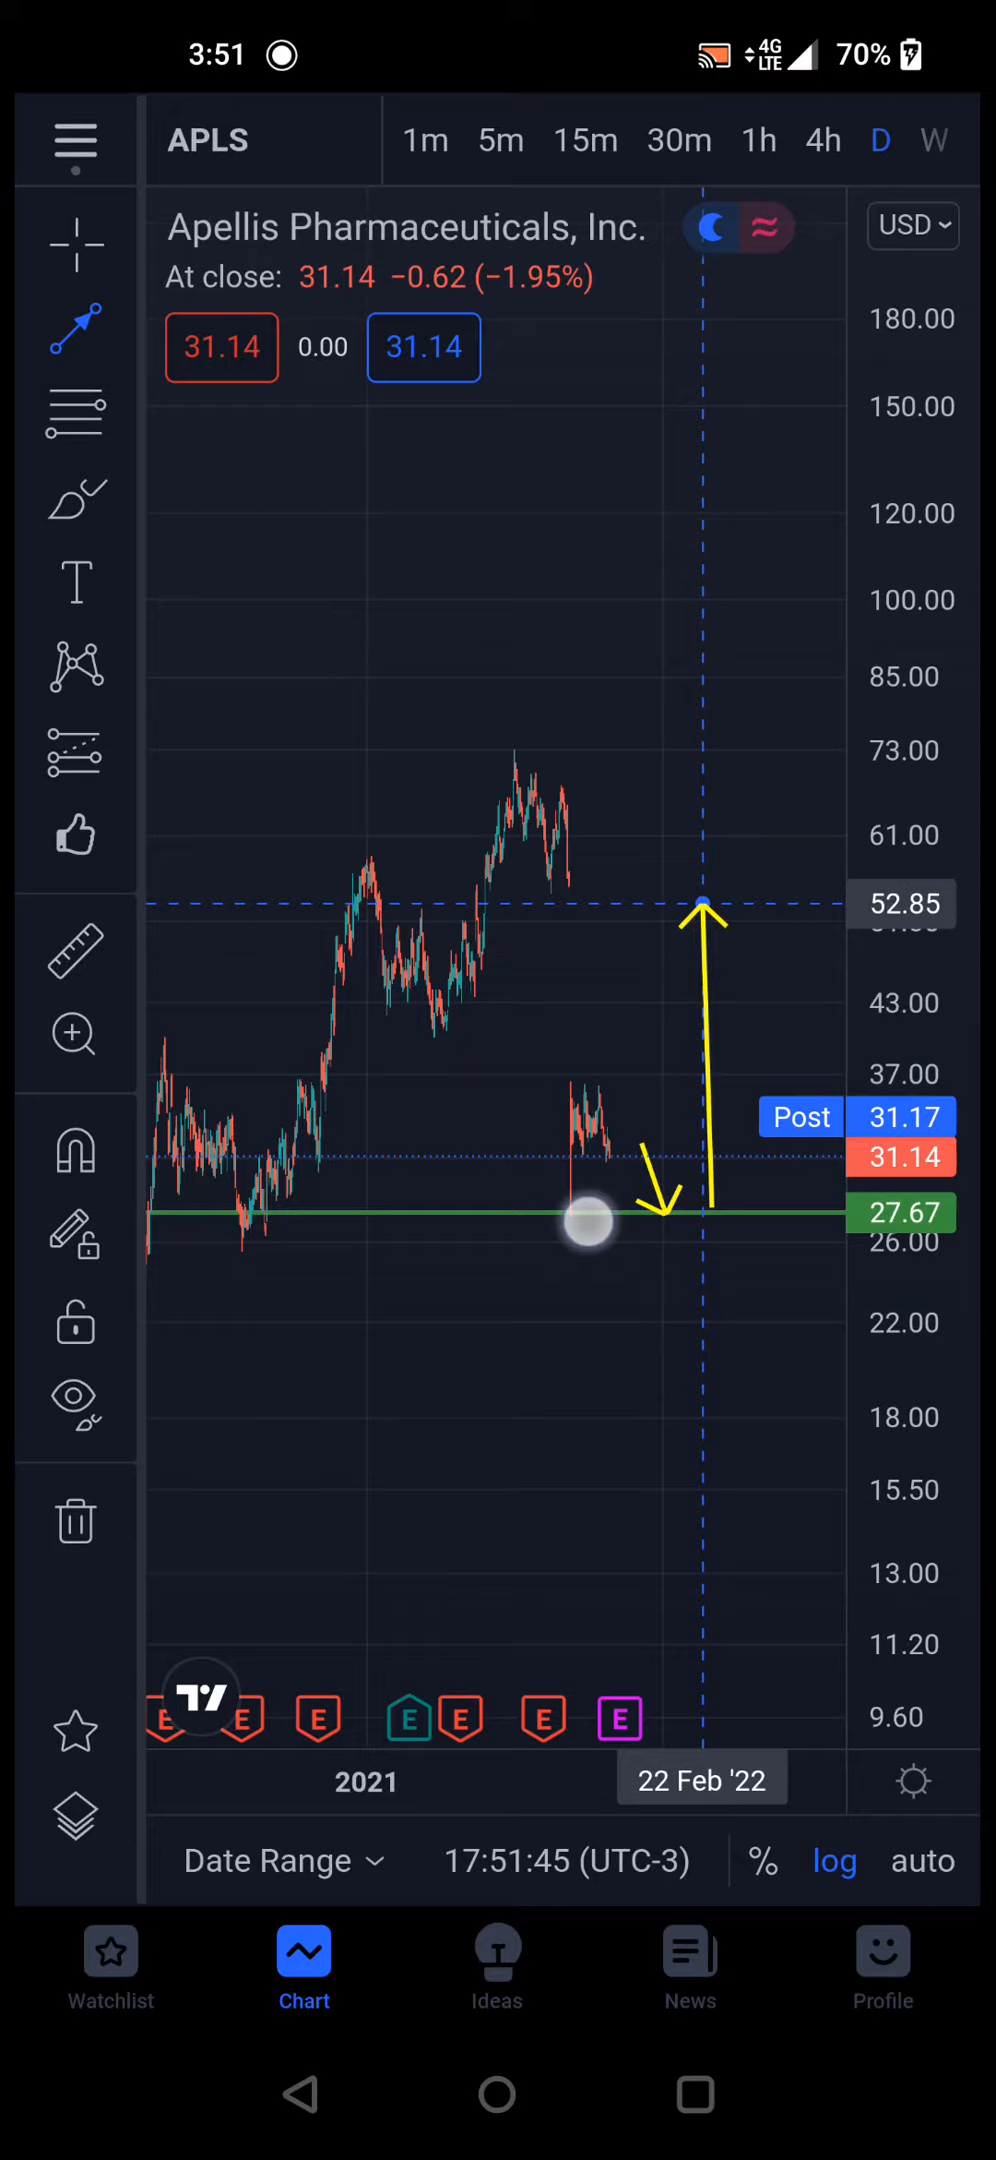 3:51
4G
LTE
70%
APLS
1m 5m 15m 30m 1h 4h D W
Apellis Pharmaceuticals, Inc.
USD
At close: 31.14 −0.62 (−1.95%)
31.14 0.00 31.14
180.00
150.00
120.00
100.00
85.00
73.00
61.00
52.85
43.00
37.00
Post 31.17
31.14
27.67
26.00
22.00
18.00
15.50
13.00
11.20
9.60
T
E E E E E E E
2021
22 Feb '22
Date Range 17:51:45 (UTC-3) % log auto
Watchlist Chart Ideas News Profile